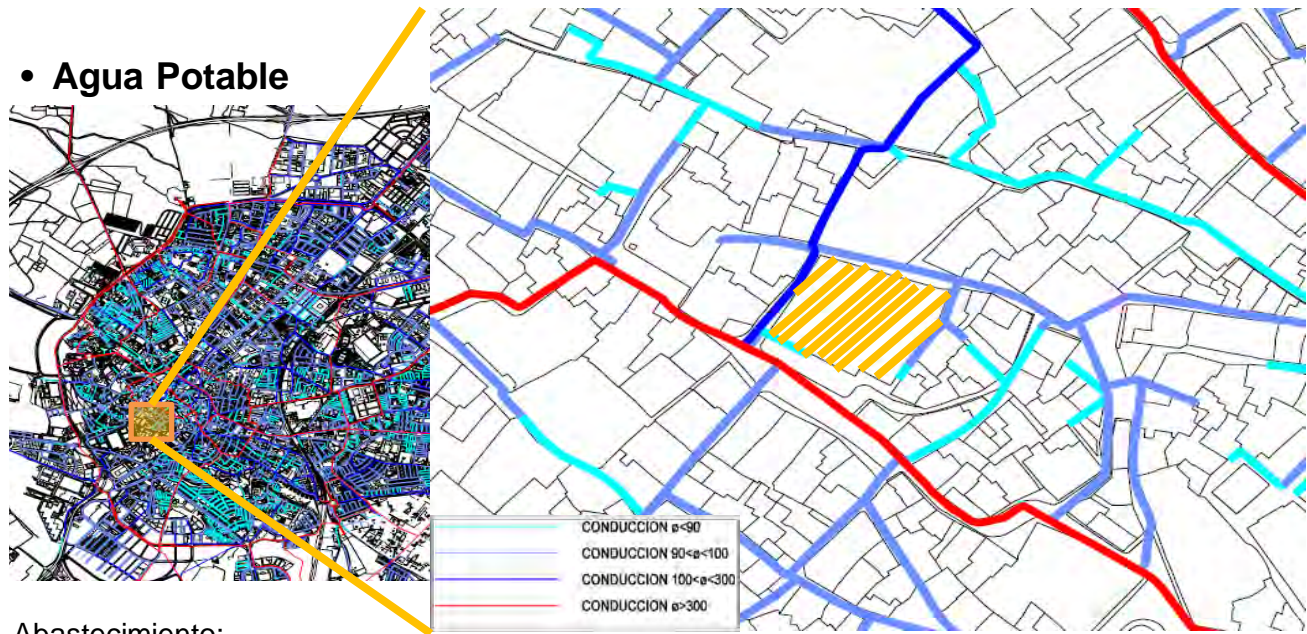 • Agua Potable
CONDUCCION ø<90
CONDUCCION 90<ø<100
CONDUCCION 100<ø<300
CONDUCCION ø>300
Abastecimiento: